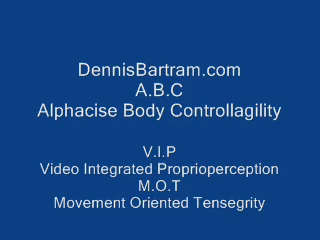 DennisBartram.com
A.B.C
Alphacise Body Controllagility
V.I.P
Video Integrated Proprioperception
M.O.T
Movement Oriented Tensegrity